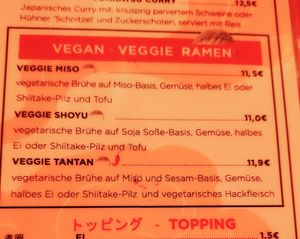 CURRY 12,5€
Japanisches Curry mit knusprig paniertem Schweine oder
Hühner 'Schnitzel' und Zuckerschoten, serviert mit Reis
VEGAN - VEGGIE RAMEN
VEGGIE MISO 11,5€
vegetarische Brühe auf Miso-Basis, Gemüse, halbes Ei oder
Shiitake-Pilz und Tofu
VEGGIE SHOYU 11,0€
vegetarische Brühe auf Soja Soße-Basis, Gemüse, halbes
Ei oder Shiitake-Pilz und Tofu
VEGGIE TANTAN 11,9€
vegetarische Brühe auf Miso und Sesam-Basis, Gemüse,
halbes Ei oder Shiitake-Pilz und vegetarisches Hackfleisch
トッピング - TOPPING
Ei 1,5€